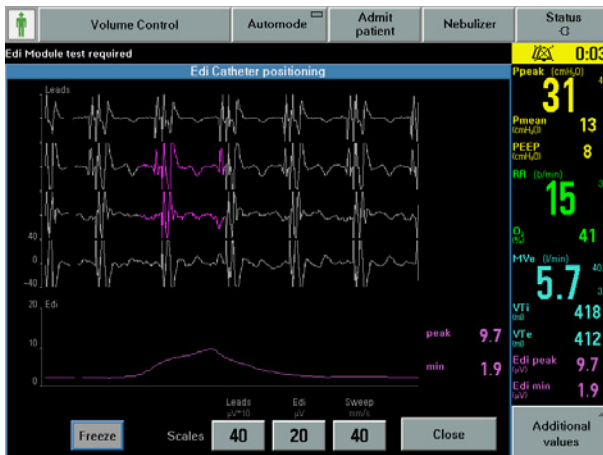 Volume Control
Automode
Admit patient
Nebulizer
Status
Edi Module test required
0:03
Edi Catheter positioning
Leads
40
0
-40
20 Edi
10
0
peak 9.7
min 1.9
Leads Edi Sweep
µV*10 µV mm/s
Freeze Scales 40 20 40 Close
Ppeak (cmH2O)
31
4
Pmean 13
(cmH2O)
PEEP 8
(cmH2O)
RR (b/min)
15
3
O2 41
(%)
MVe (l/min)
5.7
40.
3
VTi 418
(ml)
VTe 412
(ml)
Edi peak 9.7
(µV)
Edi min 1.9
(µV)
Additional values